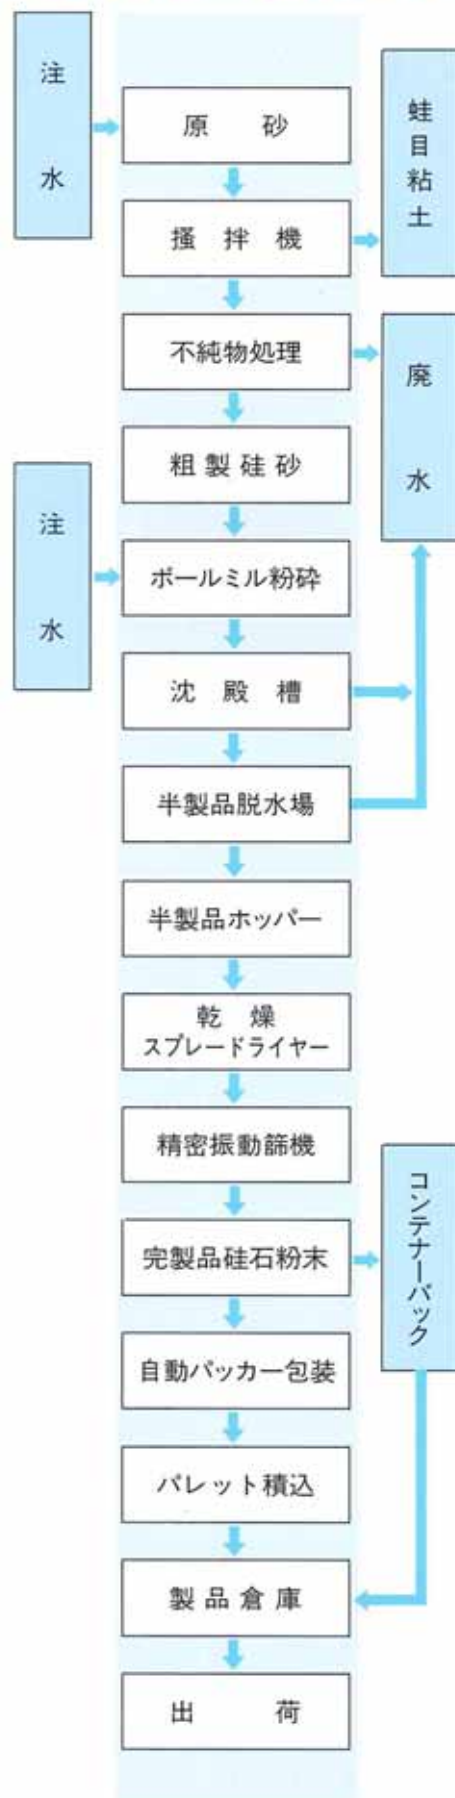 注水
原砂
蛙目粘土
掻拌機
不純物処理
廃水
粗製硅砂
注水
ボールミル粉砕
沈殿槽
半製品脱水場
半製品ホッパー
乾燥
スプレードライヤー
精密振動篩機
コンテナーバック
完製品硅石粉末
自動パッカー包装
パレット積込
製品倉庫
出荷